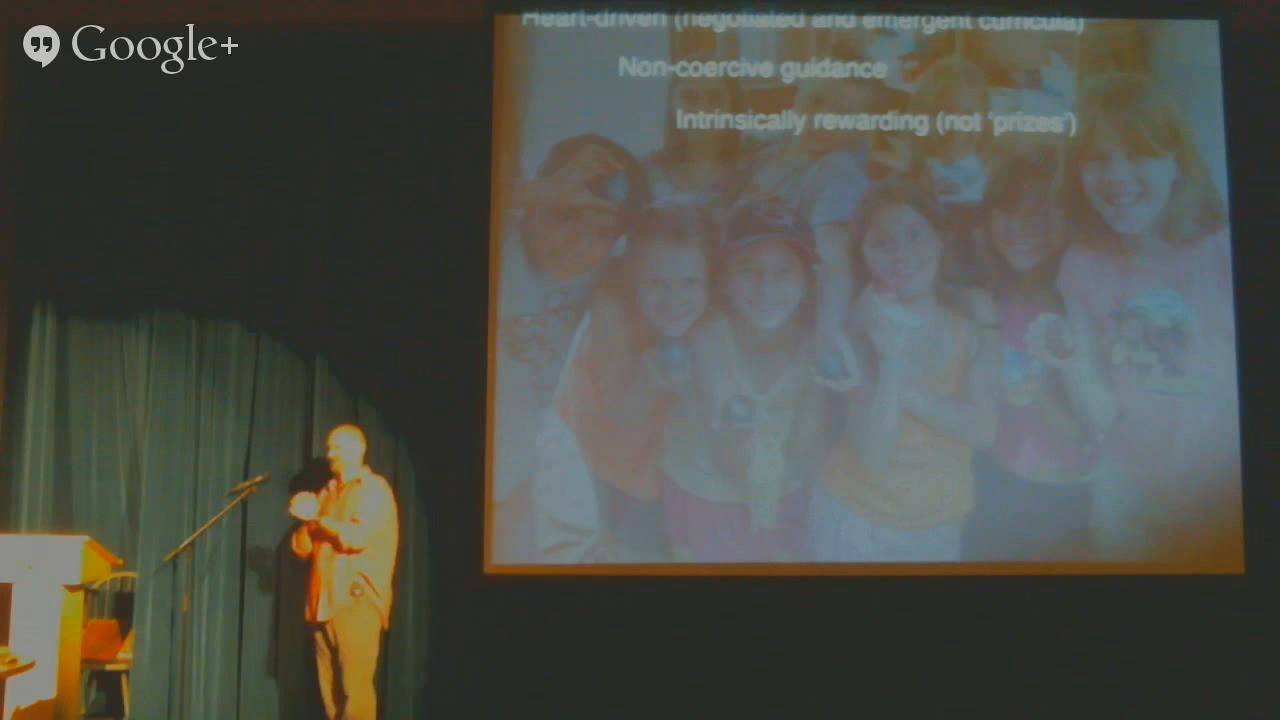 Google+
Heart-driven (negotiated and emergent curricula)
Non-coercive guidance
Intrinsically rewarding (not 'prizes')